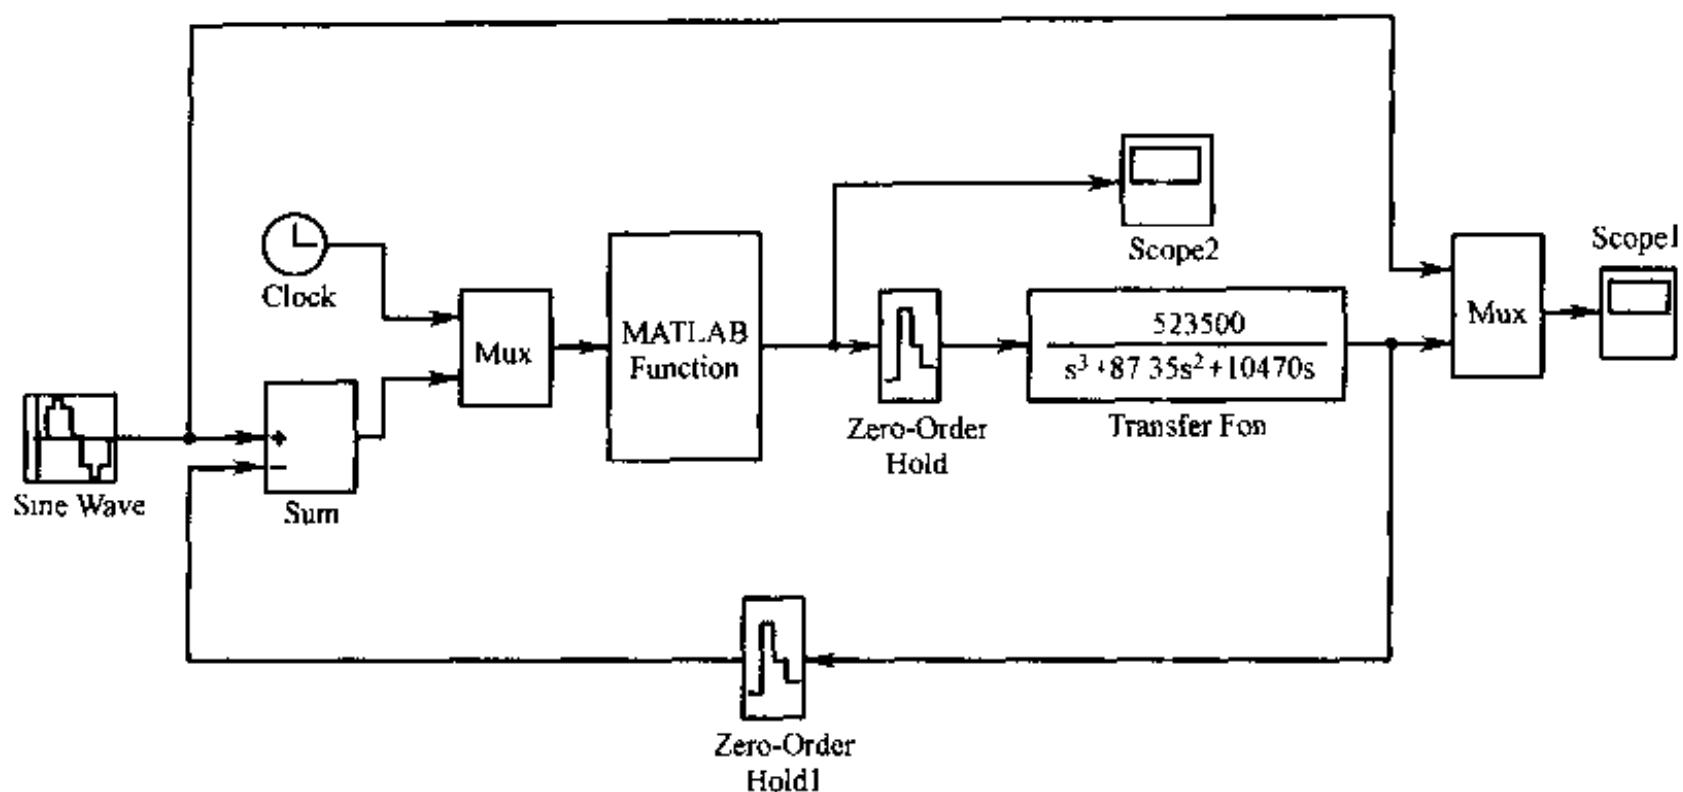 Scope2
Scope1
Clock
Mux
MATLAB
Function
523500
s³+87 35s²+10470s
Mux
Zero-Order
Hold
Transfer Fon
+
−
Sine Wave
Sum
Zero-Order
Hold1